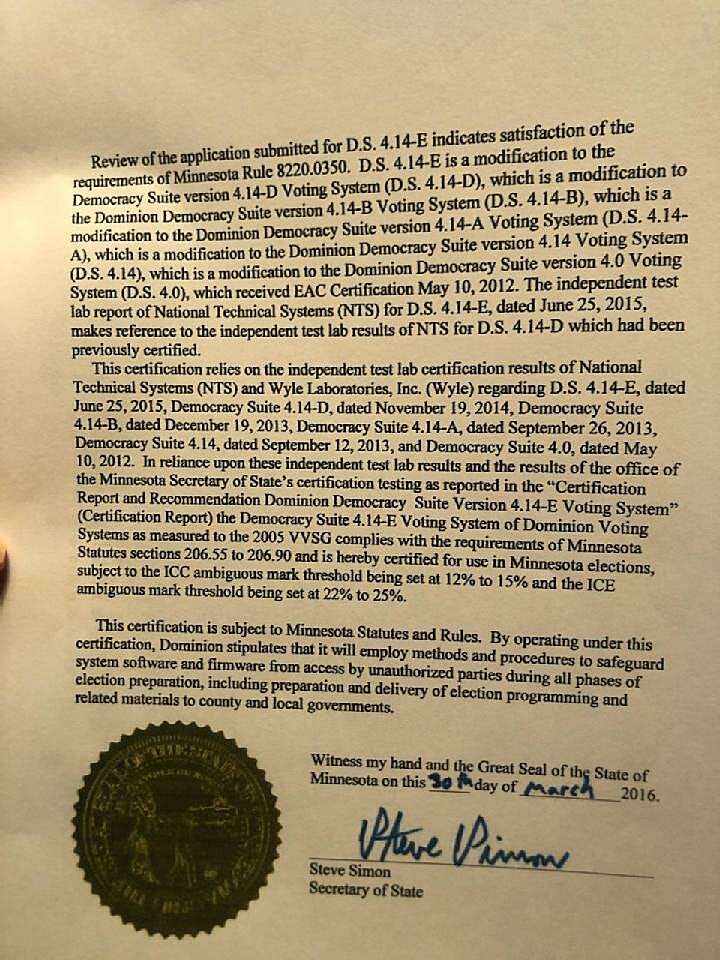 Review of the application submitted for D.S. 4.14-E indicates satisfaction of the
requirements of Minnesota Rule 8220.0350. D.S. 4.14-E is a modification to the
Democracy Suite version 4.14-D Voting System (D.S. 4.14-D), which is a modification to
the Dominion Democracy Suite version 4.14-B Voting System (D.S. 4.14-B), which is a
modification to the Dominion Democracy Suite version 4.14-A Voting System (D.S. 4.14-
A), which is a modification to the Dominion Democracy Suite version 4.14 Voting System
(D.S. 4.14), which is a modification to the Dominion Democracy Suite version 4.0 Voting
System (D.S. 4.0), which received EAC Certification May 10, 2012. The independent test
lab report of National Technical Systems (NTS) for D.S. 4.14-E, dated June 25, 2015,
makes reference to the independent test lab results of NTS for D.S. 4.14-D which had been
previously certified.
This certification relies on the independent test lab certification results of National
Technical Systems (NTS) and Wyle Laboratories, Inc. (Wyle) regarding D.S. 4.14-E, dated
June 25, 2015, Democracy Suite 4.14-D, dated November 19, 2014, Democracy Suite
4.14-B, dated December 19, 2013, Democracy Suite 4.14-A, dated September 26, 2013,
Democracy Suite 4.14, dated September 12, 2013, and Democracy Suite 4.0, dated May
10, 2012. In reliance upon these independent test lab results and the results of the office of
the Minnesota Secretary of State's certification testing as reported in the "Certification
Report and Recommendation Dominion Democracy Suite Version 4.14-E Voting System"
(Certification Report) the Democracy Suite 4.14-E Voting System of Dominion Voting
Systems as measured to the 2005 VVSG complies with the requirements of Minnesota
Statutes sections 206.55 to 206.90 and is hereby certified for use in Minnesota elections,
subject to the ICC ambiguous mark threshold being set at 12% to 15% and the ICE
ambiguous mark threshold being set at 22% to 25%.
This certification is subject to Minnesota Statutes and Rules. By operating under this
certification, Dominion stipulates that it will employ methods and procedures to safeguard
system software and firmware from access by unauthorized parties during all phases of
election preparation, including preparation and delivery of election programming and
related materials to county and local governments.
Witness my hand and the Great Seal of the State of
Minnesota on this 30th day of March 2016.
Steve Simon
Steve Simon
Secretary of State